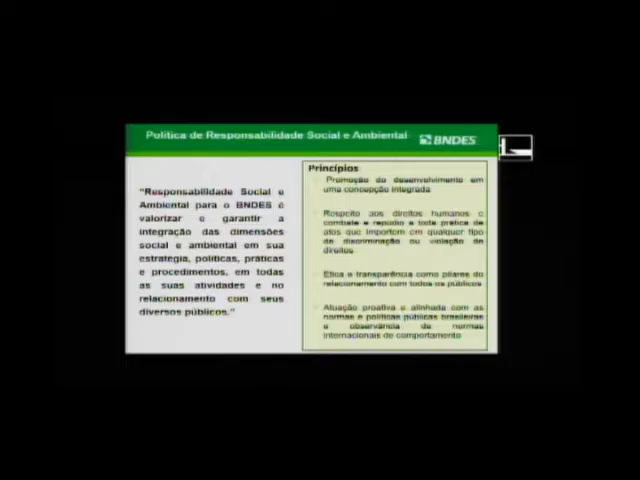 Política de Responsabilidade Social e Ambiental
BNDES
"Responsabilidade Social e
Ambiental para o BNDES é
valorizar e garantir a
integração das dimensões
social e ambiental em sua
estratégia, políticas, práticas
e procedimentos, em todas
as suas atividades e no
relacionamento com seus
diversos públicos."
Princípios
Promoção do desenvolvimento em
uma concepção integrada
Respeito aos direitos humanos e
combate e repúdio a toda prática de
atos que importem em qualquer tipo
de discriminação ou violação de
direitos
Ética e transparência como pilares do
relacionamento com todos os públicos
Atuação proativa e alinhada com as
normas e políticas públicas brasileiras
e observância de normas
internacionais de comportamento